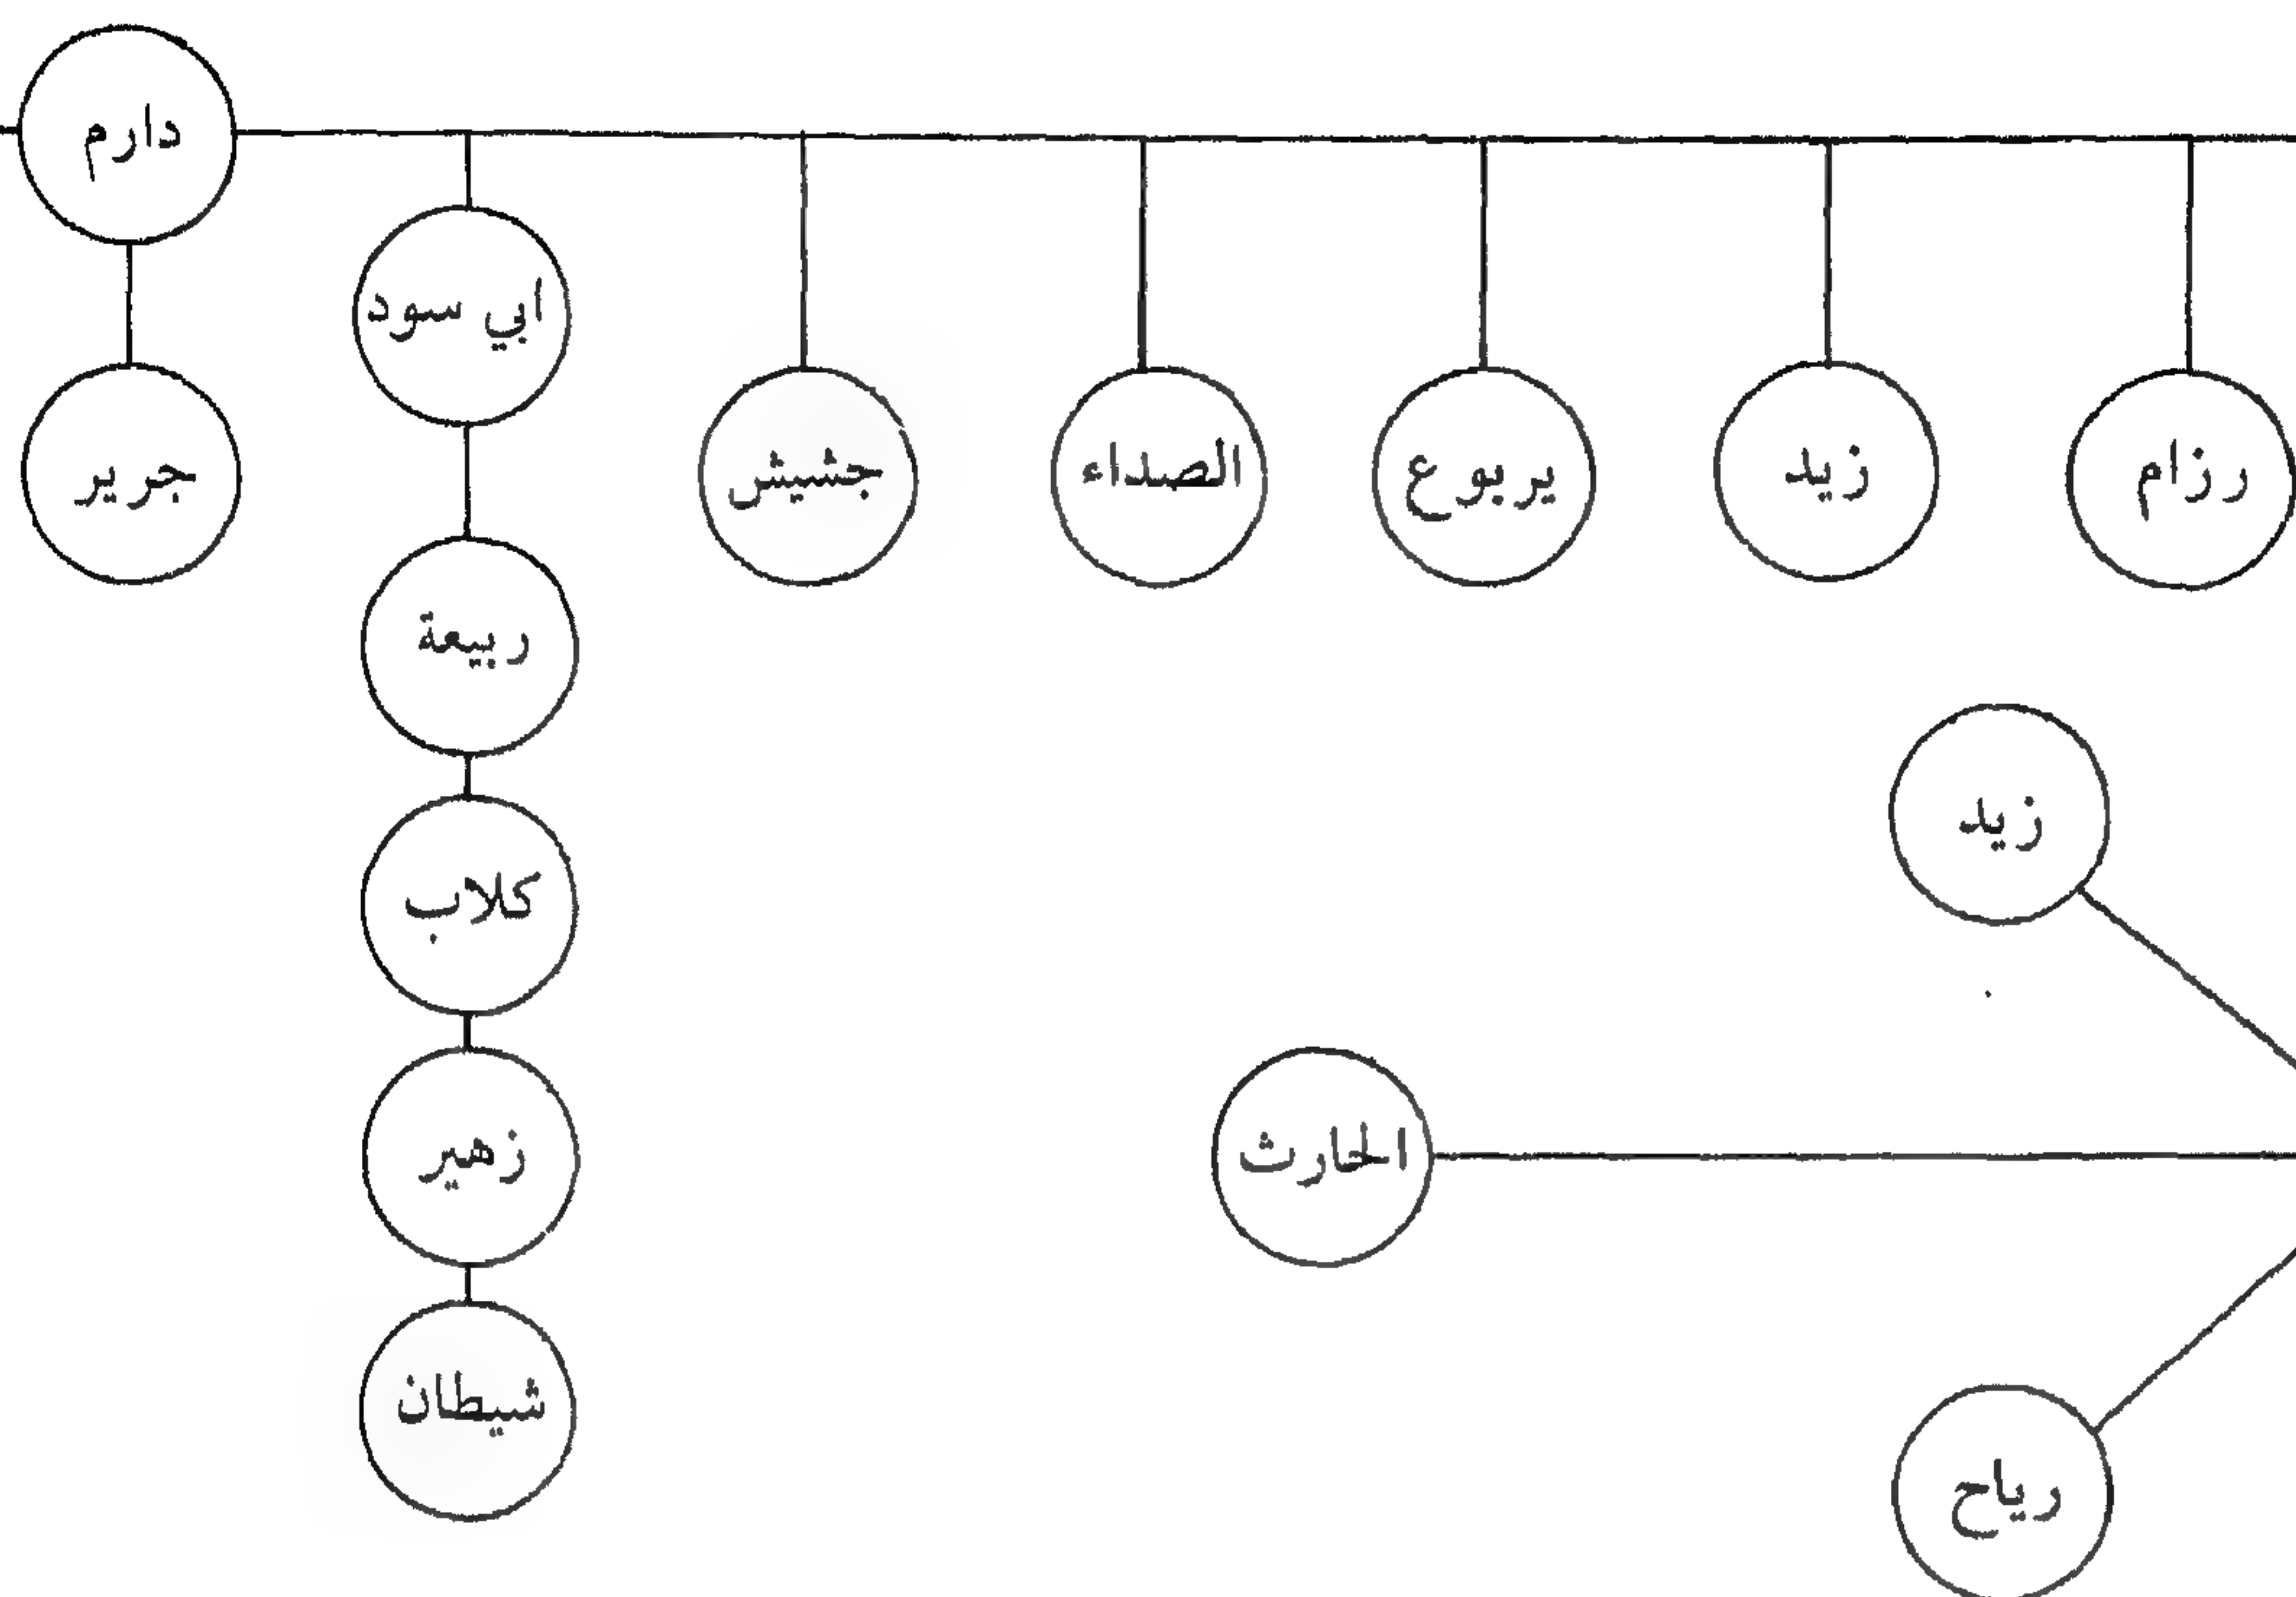 دارم
ابي سود
رزام
زيد
يربوع
الصداء
جشيش
جرير
ربيعة
زيد
كلاب
الحارث
زهير
شيطان
رياح